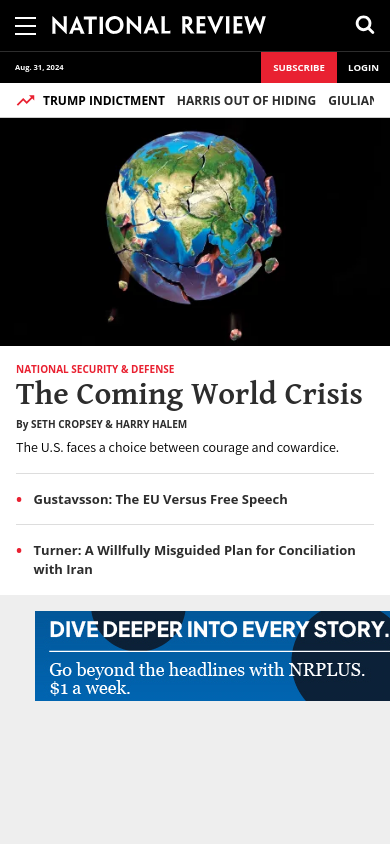 NATIONAL REVIEW
Aug. 31, 2024
SUBSCRIBE
LOGIN
TRUMP INDICTMENT HARRIS OUT OF HIDING GIULIAN
NATIONAL SECURITY & DEFENSE
The Coming World Crisis
By SETH CROPSEY & HARRY HALEM
The U.S. faces a choice between courage and cowardice.
Gustavsson: The EU Versus Free Speech
Turner: A Willfully Misguided Plan for Conciliation
with Iran
DIVE DEEPER INTO EVERY STORY.
Go beyond the headlines with NRPLUS.
$1 a week.